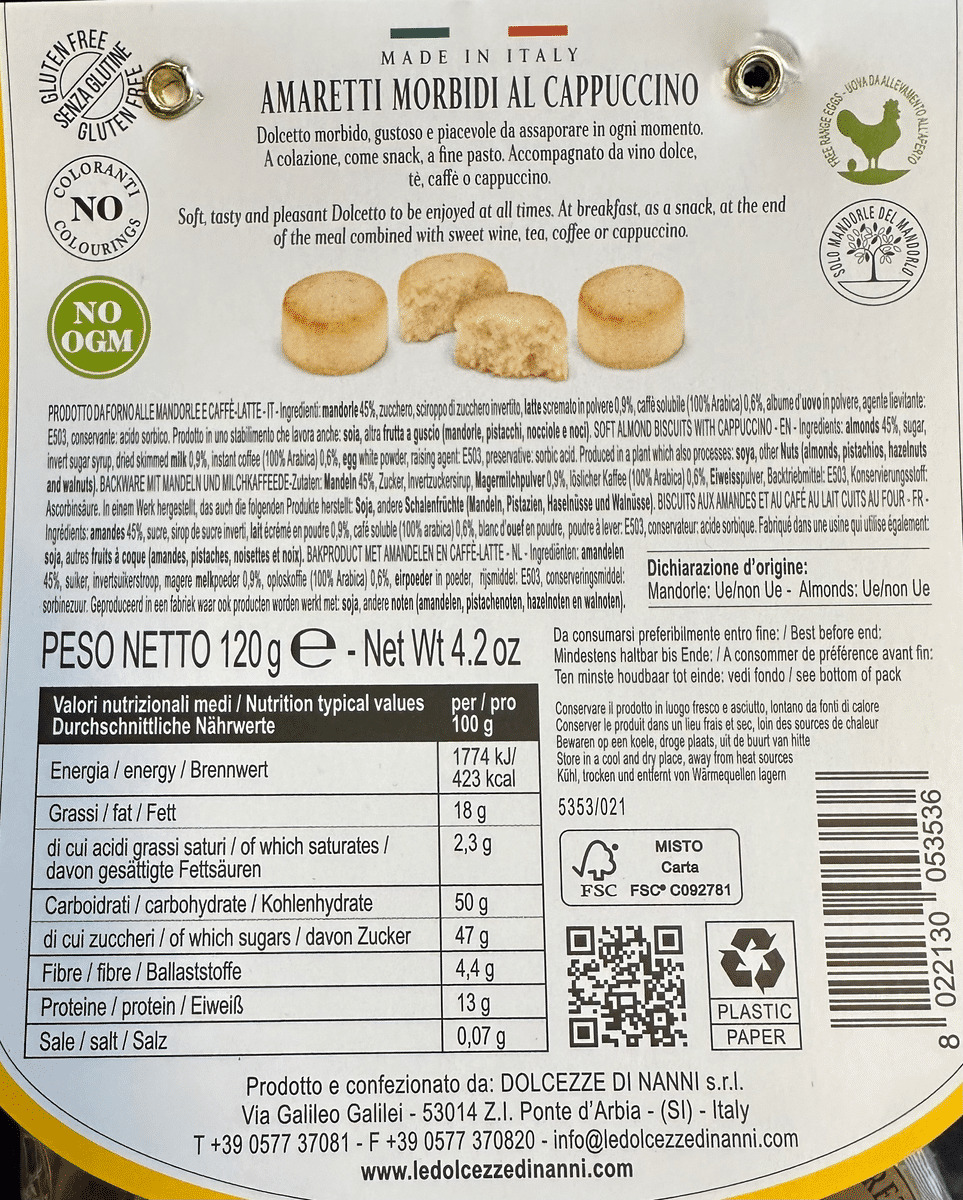 GLUTEN FREE
SENZA GLUTINE
GLUTEN FREE
MADE IN ITALY
AMARETTI MORBIDI AL CAPPUCCINO
Dolcetto morbido, gustoso e piacevole da assaporare in ogni momento.
A colazione, come snack, a fine pasto. Accompagnato da vino dolce,
tè, caffè o cappuccino.
Soft, tasty and pleasant Dolcetto to be enjoyed at all times. At breakfast, as a snack, at the end
of the meal combined with sweet wine, tea, coffee or cappuccino.
FREE RANGE EGGS - UOVA DA ALLEVAMENTO ALL'APERTO
COLORANTI
NO
COLOURINGS
SOLO MANDORLE DEL MANDORLO
NO
OGM
PRODOTTO DA FORNO ALLE MANDORLE E CAFFÈ-LATTE - IT - Ingredienti: mandorle 45%, zucchero, sciroppo di zucchero invertito, latte scremato in polvere 0,9%, caffè solubile (100% Arabica) 0,6%, albume d'uovo in polvere, agente lievitante:
E503, conservante: acido sorbico. Prodotto in uno stabilimento che lavora anche: soia, altra frutta a guscio (mandorle, pistacchi, nocciole e noci). SOFT ALMOND BISCUITS WITH CAPPUCCINO - EN - Ingredients: almonds 45%, sugar,
invert sugar syrup, dried skimmed milk 0,9%, instant coffee (100% Arabica) 0,6%, egg white powder, raising agent: E503, preservative: sorbic acid. Produced in a plant which also processes: soya, other Nuts (almonds, pistachios, hazelnuts
and walnuts). BACKWARE MIT MANDELN UND MILCHKAFFEE DE-Zutaten: Mandeln 45%, Zucker, Invertzuckersirup, Magermilchpulver 0,9%, löslicher Kaffee (100% Arabica) 0,6%, Eiweisspulver, Backtriebmittel: E503, Konservierungsstoff:
Ascorbinsäure. In einem Werk hergestellt, das auch die folgenden Produkte herstellt: Soja, andere Schalenfrüchte (Mandeln, Pistazien, Haselnüsse und Walnüsse). BISCUITS AUX AMANDES ET AU CAFÉ AU LAIT CUITS AU FOUR - FR -
Ingrédients: amandes 45%, sucre, sirop de sucre inverti, lait écrémé en poudre 0,9%, café soluble (100% arabica) 0,6%, blanc d'ouef en poudre, poudre à lever: E503, conservateur: acide sorbique. Fabriqué dans une usine qui utilise également:
soja, autres fruits à coque (amandes, pistaches, noisettes et noix). BAKPRODUCT MET AMANDELEN EN CAFFÈ-LATTE - NL - Ingrediënten: amandelen
45%, suiker, invertsuikerstroop, magere melkpoeder 0,9%, oploskoffie (100% Arabica) 0,6%, eirpoeder in poeder, rijsmiddel: E503, conserveringsmiddel:
sorbinezuur. Geproduceerd in een fabriek waar ook producten worden werkt met: soja, andere noten (amandelen, pistachenoten, hazelnoten en walnoten).
Dichiarazione d'origine:
Mandorle: Ue/non Ue - Almonds: Ue/non Ue
PESO NETTO 120 g e - Net Wt 4.2 oz
Da consumarsi preferibilmente entro fine: / Best before end:
Mindestens haltbar bis Ende: / A consommer de préférence avant fin:
Ten minste houdbaar tot einde: vedi fondo / see bottom of pack
Conservare il prodotto in luogo fresco e asciutto, lontano da fonti di calore
Conserver le produit dans un lieu frais et sec, loin des sources de chaleur
Bewaren op een koele, droge plaats, uit de buurt van hitte
Store in a cool and dry place, away from heat sources
Kühl, trocken und entfernt von Wärmequellen lagern
5353/021
Valori nutrizionali medi / Nutrition typical values per / pro
Durchschnittliche Nährwerte 100 g
Energia / energy / Brennwert 1774 kJ/
423 kcal
Grassi / fat / Fett 18 g
di cui acidi grassi saturi / of which saturates / 2,3 g
davon gesättigte Fettsäuren
Carboidrati / carbohydrate / Kohlenhydrate 50 g
di cui zuccheri / of which sugars / davon Zucker 47 g
Fibre / fibre / Ballaststoffe 4,4 g
Proteine / protein / Eiweiß 13 g
Sale / salt / Salz 0,07 g
MISTO
Carta
FSC FSC® C092781
PLASTIC
PAPER
8 022130 053536
Prodotto e confezionato da: DOLCEZZE DI NANNI s.r.l.
Via Galileo Galilei - 53014 Z.I. Ponte d'Arbia - (SI) - Italy
T +39 0577 37081 - F +39 0577 370820 - info@ledolcezzedinanni.com
www.ledolcezzedinanni.com